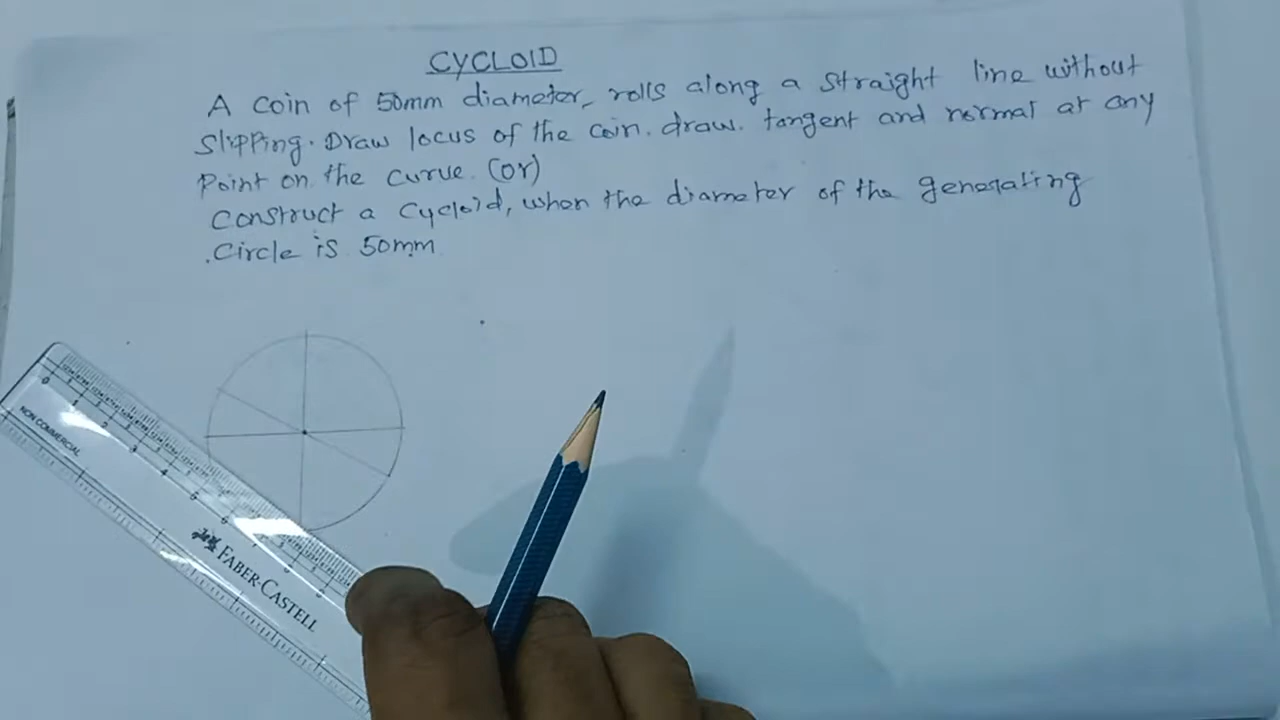 CYCLOID
A coin of 50mm diameter, rolls along a straight line without
slipping. Draw locus of the coin. draw. tangent and normal at any
point on the curve. (or)
Construct a cycloid, when the diameter of the generating
.circle is 50mm
NON COMMERCIAL
FABER-CASTELL